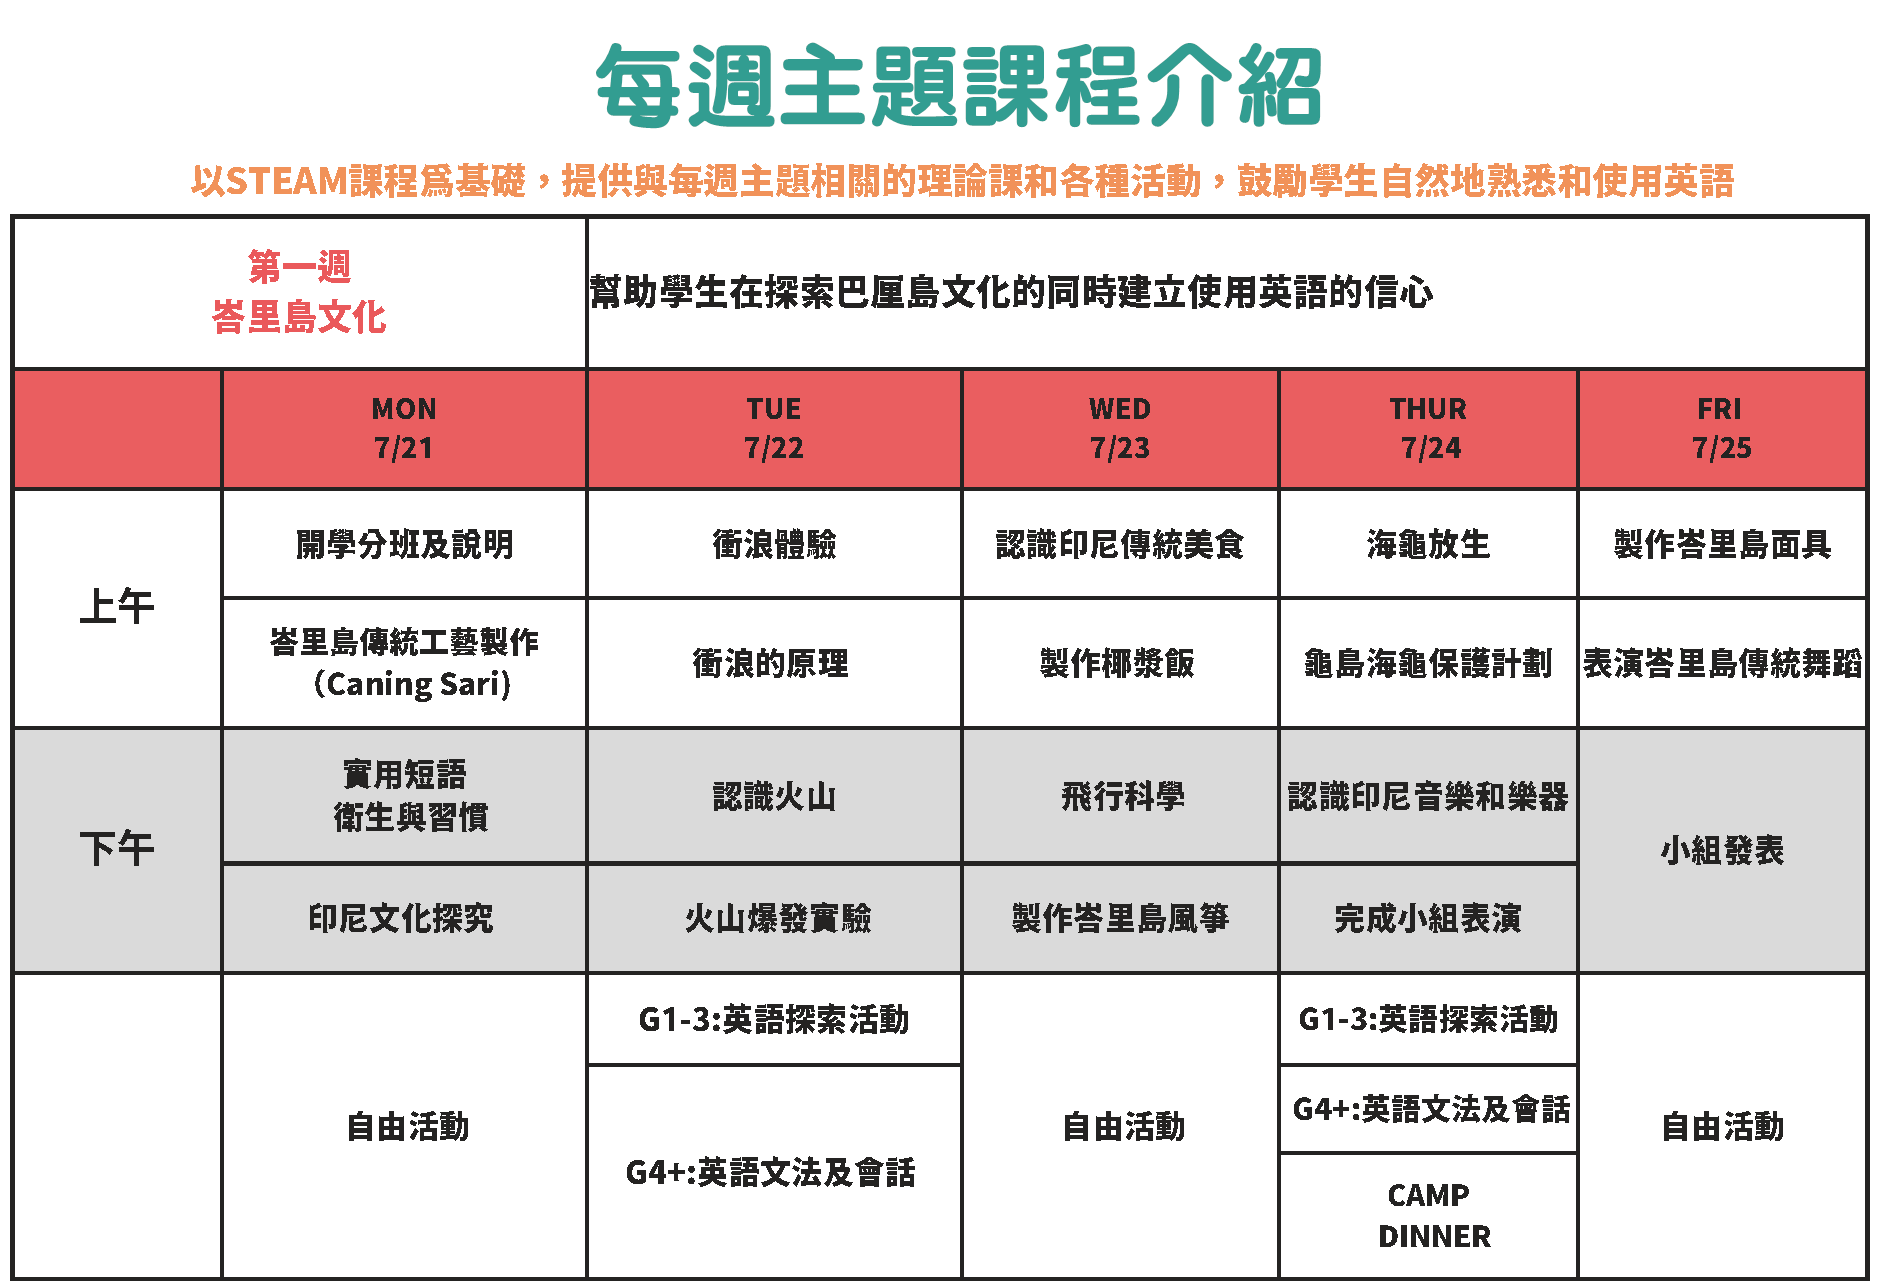 每週主題課程介紹
以STEAM課程爲基礎，提供與每週主題相關的理論課和各種活動，鼓勵學生自然地熟悉和使用英語
第一週
峇里島文化
幫助學生在探索巴厘島文化的同時建立使用英語的信心
MON
7/21
TUE
7/22
WED
7/23
THUR
7/24
FRI
7/25
上午
開學分班及說明
衝浪體驗
認識印尼傳統美食
海龜放生
製作峇里島面具
峇里島傳統工藝製作
（Caning Sari）
衝浪的原理
製作椰漿飯
龜島海龜保護計劃
表演峇里島傳統舞蹈
下午
實用短語
衛生與習慣
認識火山
飛行科學
認識印尼音樂和樂器
小組發表
印尼文化探究
火山爆發實驗
製作峇里島風箏
完成小組表演
自由活動
G1-3:英語探索活動
G4+:英語文法及會話
自由活動
G1-3:英語探索活動
G4+:英語文法及會話
CAMP
DINNER
自由活動